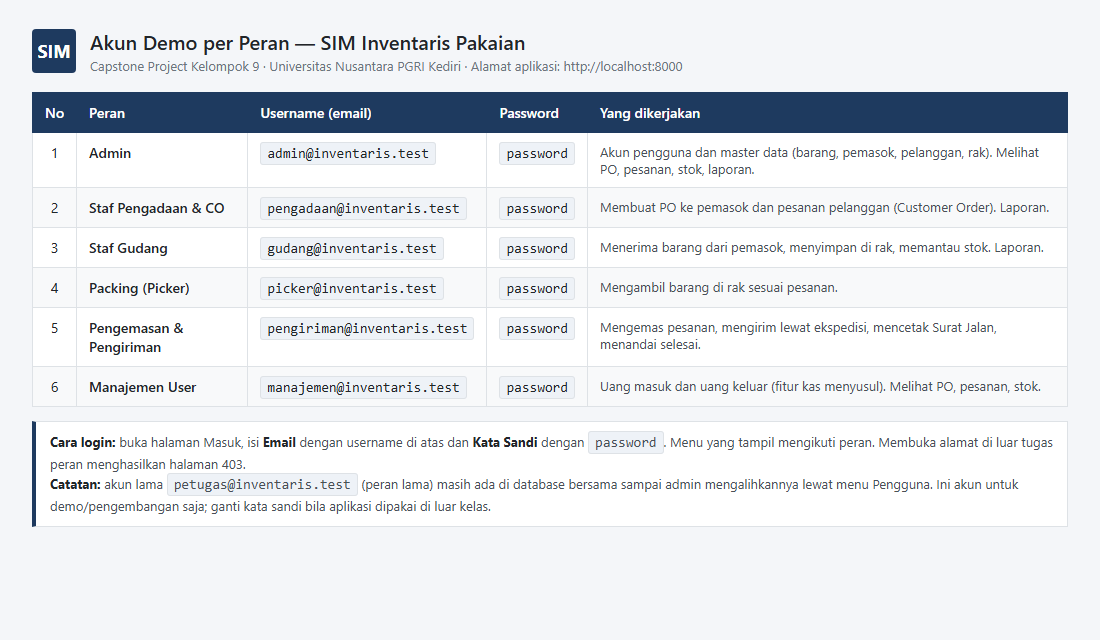 SIM
Akun Demo per Peran — SIM Inventaris Pakaian
Capstone Project Kelompok 9 · Universitas Nusantara PGRI Kediri · Alamat aplikasi: http://localhost:8000
No Peran Username (email) Password Yang dikerjakan
1 Admin admin@inventaris.test password Akun pengguna dan master data (barang, pemasok, pelanggan, rak). Melihat
PO, pesanan, stok, laporan.
2 Staf Pengadaan & CO pengadaan@inventaris.test password Membuat PO ke pemasok dan pesanan pelanggan (Customer Order). Laporan.
3 Staf Gudang gudang@inventaris.test password Menerima barang dari pemasok, menyimpan di rak, memantau stok. Laporan.
4 Packing (Picker) picker@inventaris.test password Mengambil barang di rak sesuai pesanan.
5 Pengemasan & pengiriman@inventaris.test password Mengemas pesanan, mengirim lewat ekspedisi, mencetak Surat Jalan,
Pengiriman menandai selesai.
6 Manajemen User manajemen@inventaris.test password Uang masuk dan uang keluar (fitur kas menyusul). Melihat PO, pesanan, stok.
Cara login: buka halaman Masuk, isi Email dengan username di atas dan Kata Sandi dengan password . Menu yang tampil mengikuti peran. Membuka alamat di luar tugas
peran menghasilkan halaman 403.
Catatan: akun lama petugas@inventaris.test (peran lama) masih ada di database bersama sampai admin mengalihkannya lewat menu Pengguna. Ini akun untuk
demo/pengembangan saja; ganti kata sandi bila aplikasi dipakai di luar kelas.